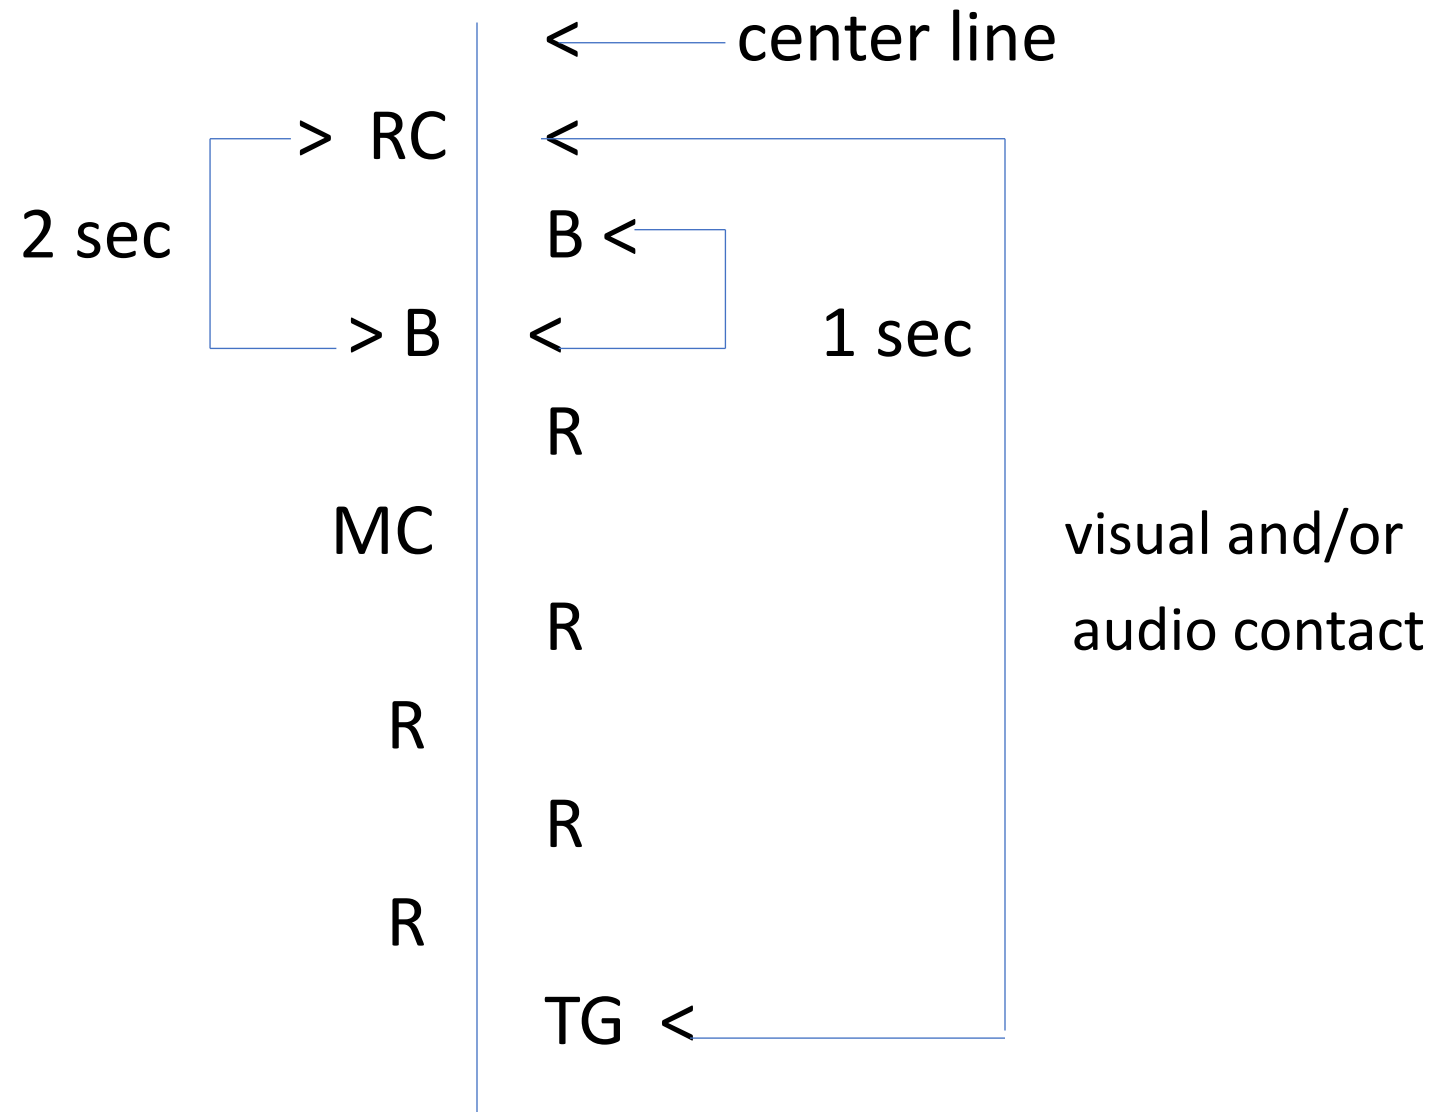 < center line
> RC <
2 sec B <
> B < 1 sec
R
MC visual and/or
R audio contact
R
R
R
TG <